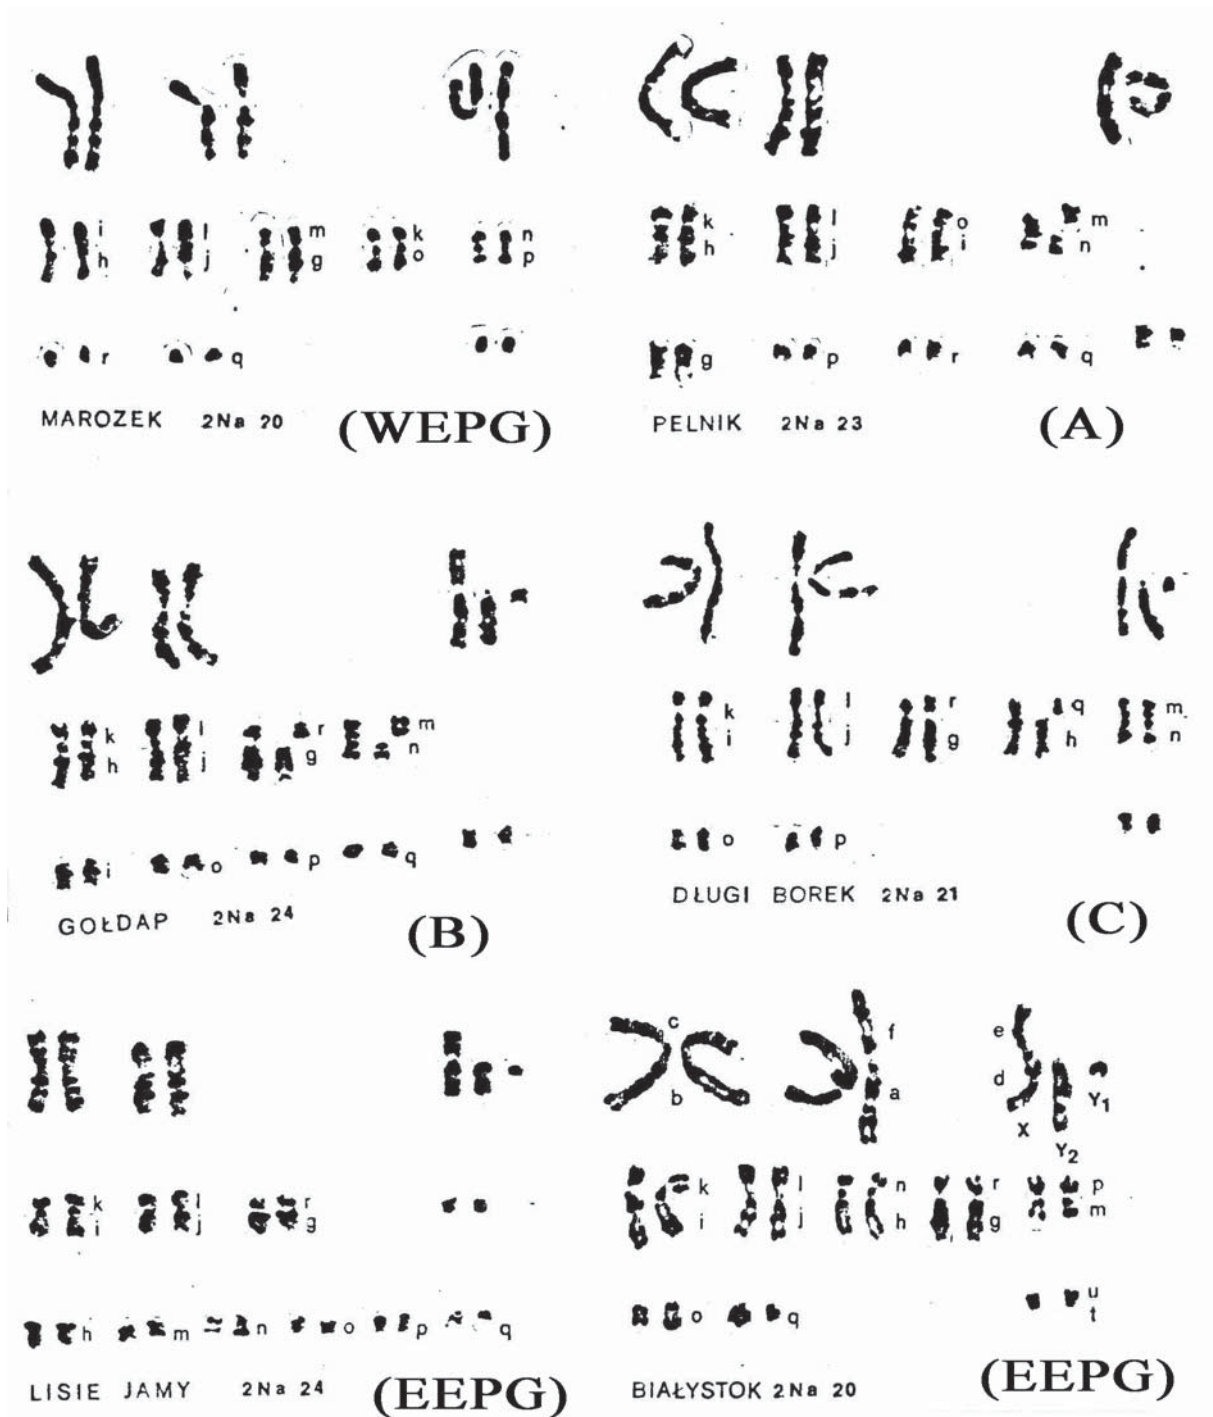 i l m k n
h j g o p
r q
MAROZEK 2Na 20 (WEPG)
k l o m
h j i n
g p r q
PELNIK 2Na 23 (A)
k l r m
h j g n
i o p q
GOŁDAP 2Na 24 (B)
k l r q m
i j g h n
o p
DŁUGI BOREK 2Na 21 (C)
k l r
i j g
h m n o p q
LISIE JAMY 2Na 24 (EEPG)
c f e
b a d
X Y2 Y1
k l n r p
i j h g m
o q u
t
BIAŁYSTOK 2Na 20 (EEPG)